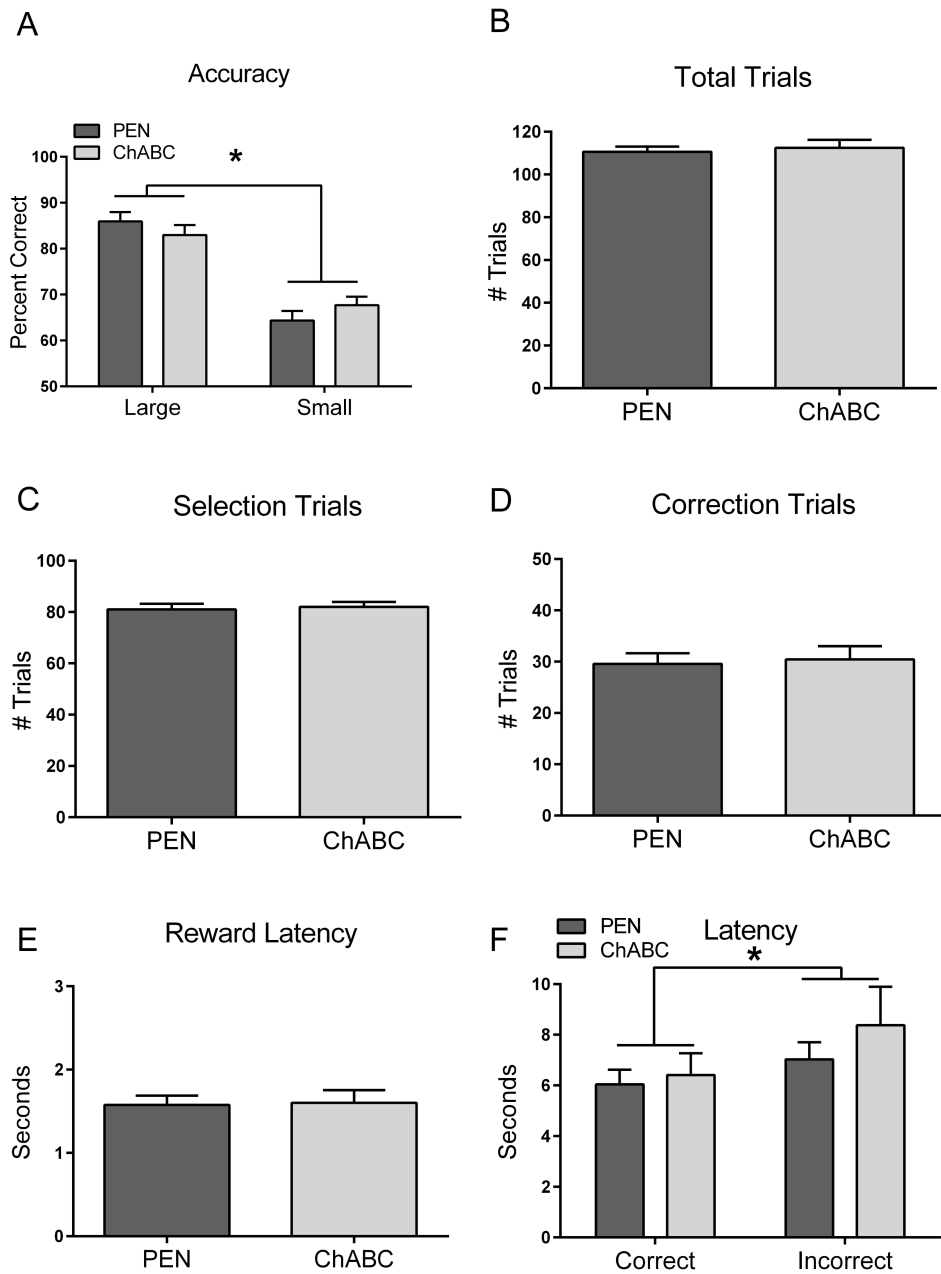 A
Accuracy
PEN
ChABC
*
Percent Correct
100
90
80
70
60
50
Large Small
B
Total Trials
# Trials
120
100
80
60
40
20
0
PEN ChABC
C
Selection Trials
# Trials
100
80
60
40
20
0
PEN ChABC
D
Correction Trials
# Trials
50
40
30
20
10
0
PEN ChABC
E
Reward Latency
Seconds
3
2
1
0
PEN ChABC
F
Latency
PEN
ChABC
*
Seconds
10
8
6
4
2
0
Correct Incorrect